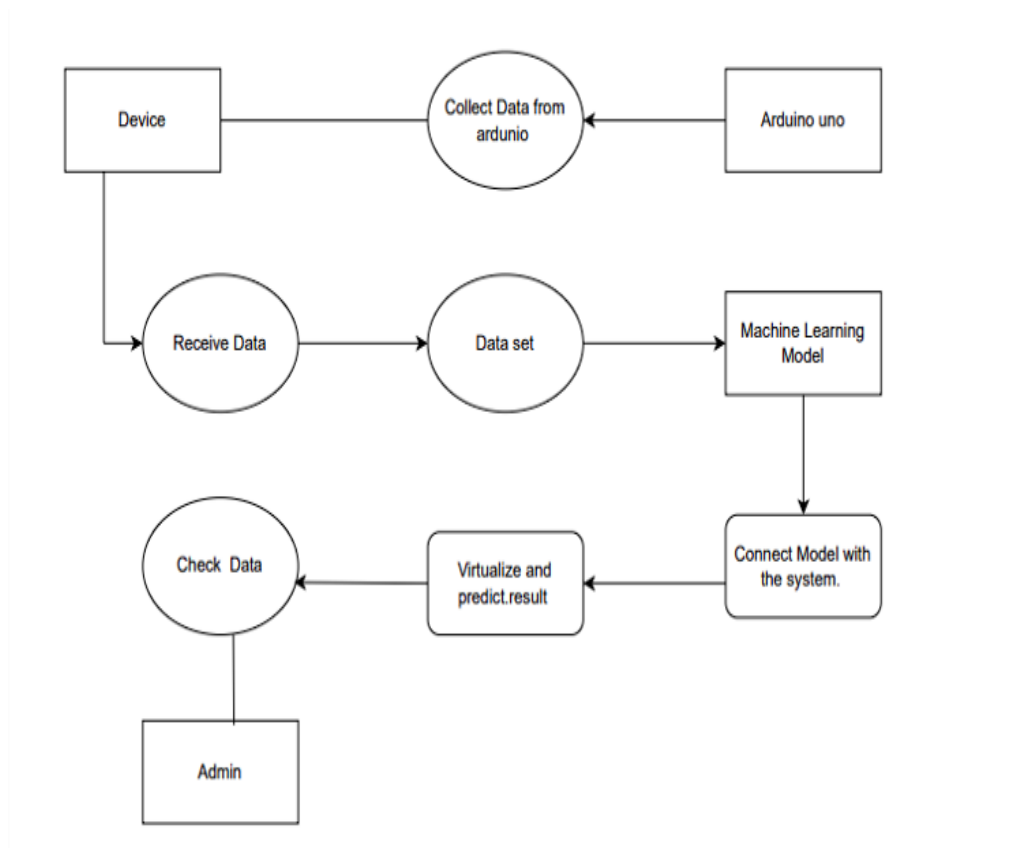 Device
Collect Data from
ardunio
Arduino uno
Receive Data
Data set
Machine Learning
Model
Check Data
Virtualize and
predict.result
Connect Model with
the system.
Admin